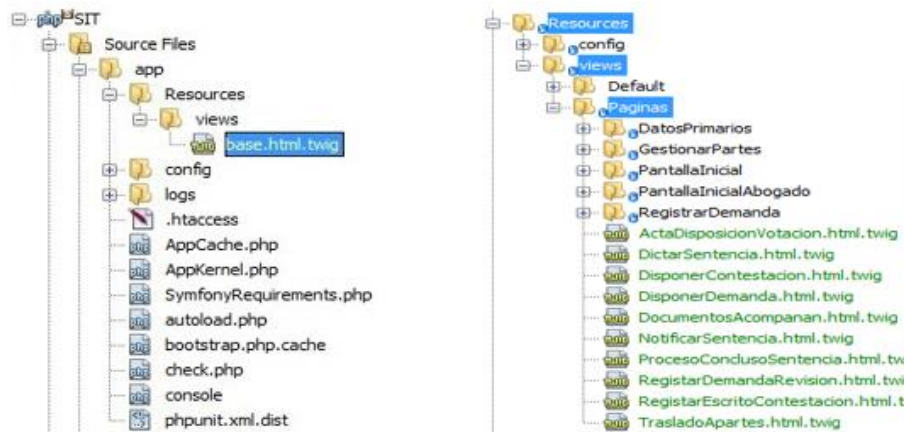 php SIT
Source Files
app
Resources
views
base.html.twig
config
logs
.htaccess
AppCache.php
AppKernel.php
SymfonyRequirements.php
autoload.php
bootstrap.php.cache
check.php
console
phpunit.xml.dist
Resources
config
views
Default
Paginas
DatosPrimarios
GestionarPartes
PantallaInicial
PantallaInicialAbogado
RegistrarDemanda
ActaDisposicionVotacion.html.twig
DictarSentencia.html.twig
DisponerContestacion.html.twig
DisponerDemanda.html.twig
DocumentosAcompanan.html.twig
NotificarSentencia.html.twig
ProcesoConclusoSentencia.html.tw
RegistarDemandaRevision.html.twi
RegistarEscritoContestacion.html.t
TrasladoApartes.html.twig